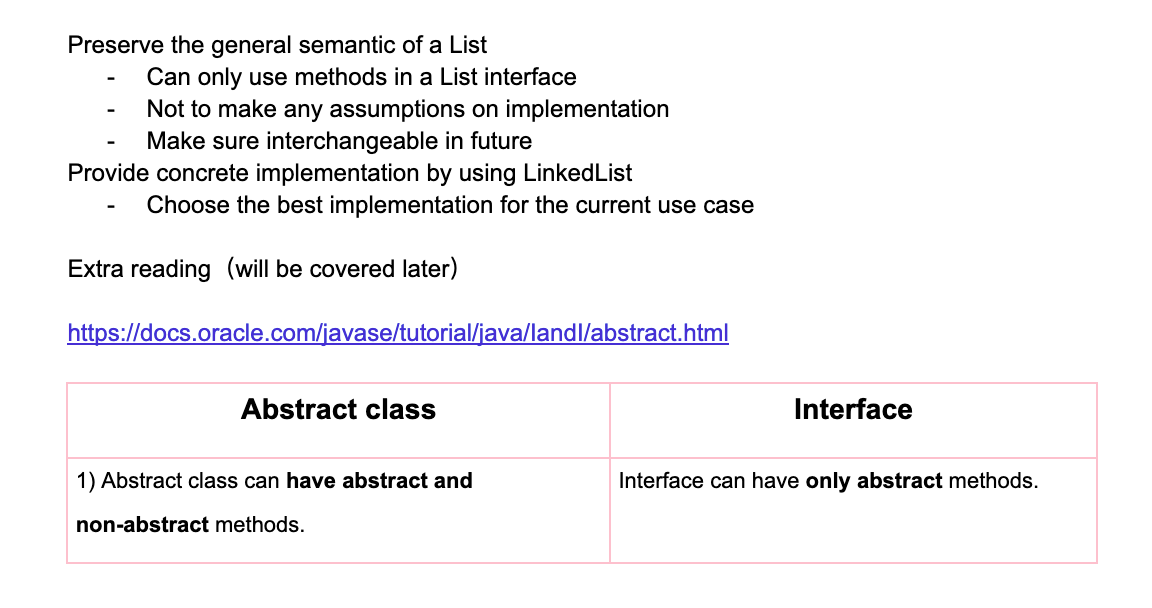 Preserve the general semantic of a List
- Can only use methods in a List interface
- Not to make any assumptions on implementation
- Make sure interchangeable in future
Provide concrete implementation by using LinkedList
- Choose the best implementation for the current use case
Extra reading（will be covered later）
https://docs.oracle.com/javase/tutorial/java/IandI/abstract.html
Abstract class
Interface
1) Abstract class can have abstract and
non-abstract methods.
Interface can have only abstract methods.